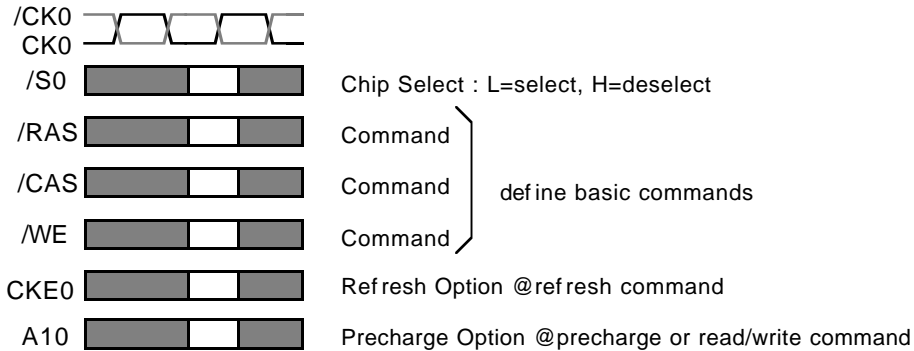 /CK0
CK0
/S0 Chip Select : L=select, H=deselect
/RAS Command
/CAS Command define basic commands
/WE Command
CKE0 Refresh Option @refresh command
A10 Precharge Option @precharge or read/write command